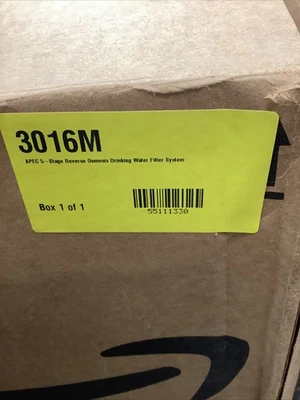 3016M
APEC 5-Stage Reverse Osmosis Drinking Water Filter System
Box 1 of 1
55111330